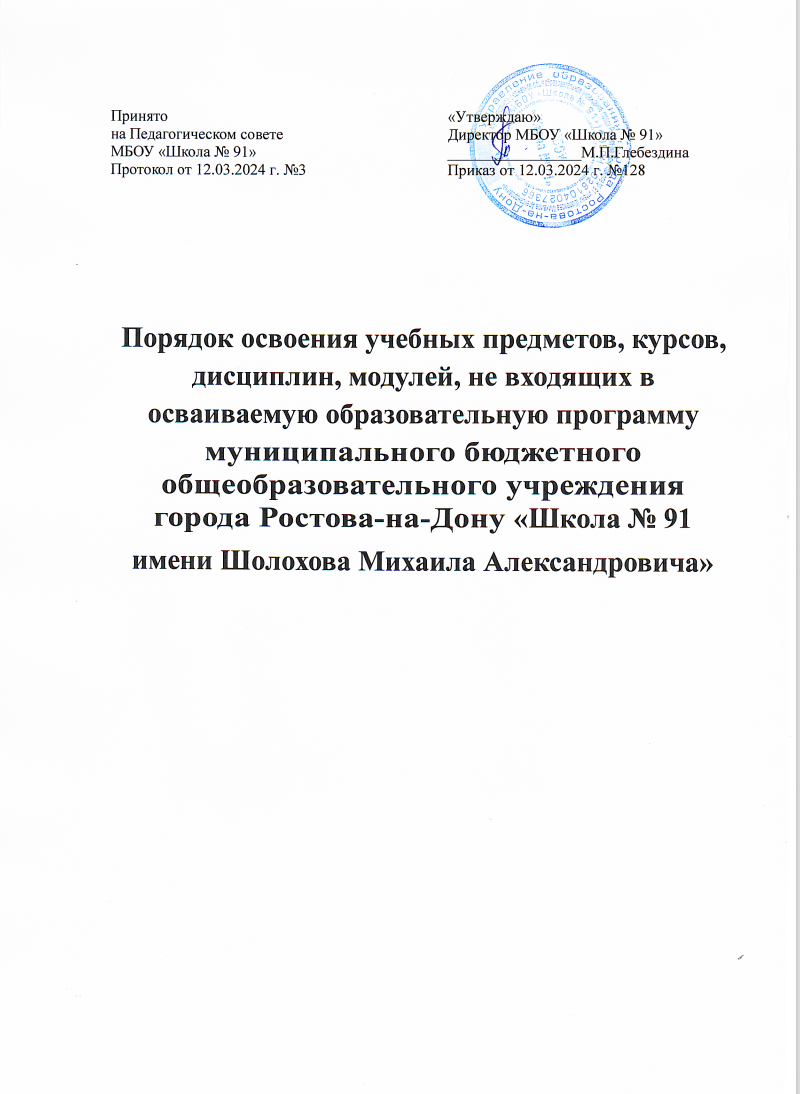 Принято
на Педагогическом совете
МБОУ «Школа № 91»
Протокол от 12.03.2024 г. №3
«Утверждаю»
Директор МБОУ «Школа № 91»
М.П.Глебездина
Приказ от 12.03.2024 г. №128
Порядок освоения учебных предметов, курсов,
дисциплин, модулей, не входящих в
осваиваемую образовательную программу
муниципального бюджетного
общеобразовательного учреждения
города Ростова-на-Дону «Школа № 91
имени Шолохова Михаила Александровича»